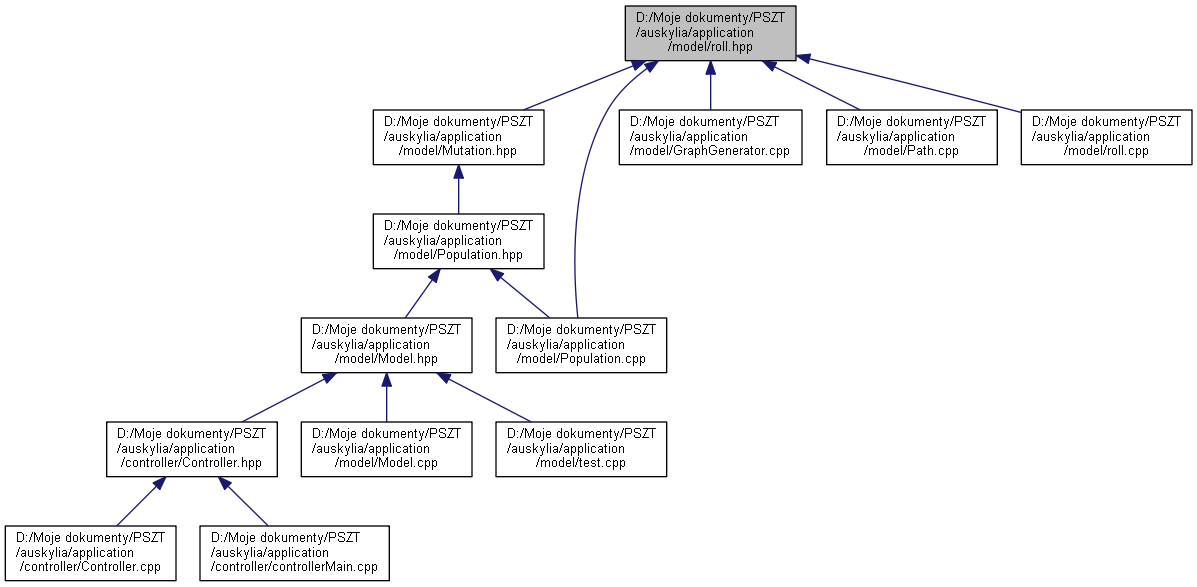 D:/Moje dokumenty/PSZT
/auskylia/application
/model/roll.hpp
D:/Moje dokumenty/PSZT
/auskylia/application
/model/Mutation.hpp
D:/Moje dokumenty/PSZT
/auskylia/application
/model/GraphGenerator.cpp
D:/Moje dokumenty/PSZT
/auskylia/application
/model/Path.cpp
D:/Moje dokumenty/PSZT
/auskylia/application
/model/roll.cpp
D:/Moje dokumenty/PSZT
/auskylia/application
/model/Population.hpp
D:/Moje dokumenty/PSZT
/auskylia/application
/model/Model.hpp
D:/Moje dokumenty/PSZT
/auskylia/application
/model/Population.cpp
D:/Moje dokumenty/PSZT
/auskylia/application
/controller/Controller.hpp
D:/Moje dokumenty/PSZT
/auskylia/application
/model/Model.cpp
D:/Moje dokumenty/PSZT
/auskylia/application
/model/test.cpp
D:/Moje dokumenty/PSZT
/auskylia/application
/controller/Controller.cpp
D:/Moje dokumenty/PSZT
/auskylia/application
/controller/controllerMain.cpp